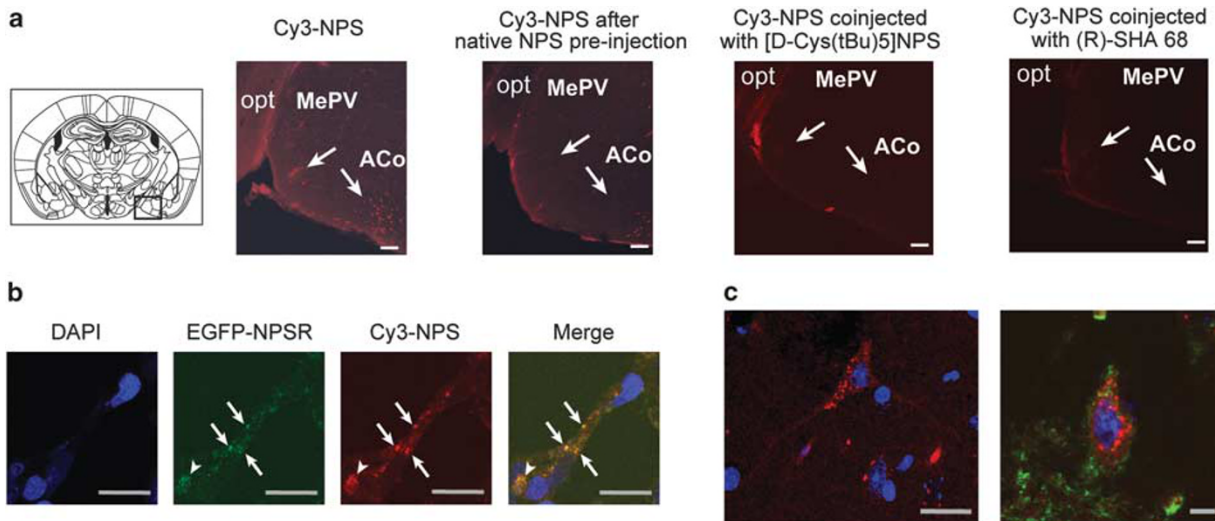 a
Cy3-NPS
Cy3-NPS after
native NPS pre-injection
Cy3-NPS coinjected
with [D-Cys(tBu)5]NPS
Cy3-NPS coinjected
with (R)-SHA 68
opt MePV
ACo
opt MePV
ACo
opt MePV
ACo
opt MePV
ACo
b
DAPI
EGFP-NPSR
Cy3-NPS
Merge
c